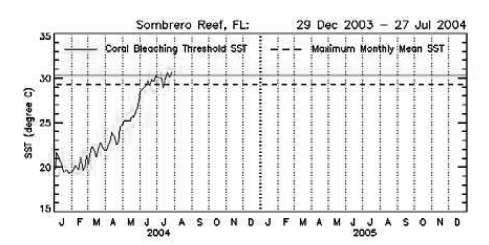 Sombrero Reef, FL: 29 Dec 2003 – 27 Jul 2004
35
Coral Bleaching Threshold SST Maximum Monthly Mean SST
30
25
20
15
SST (degree C)
J F M A M J J A S O N D J F M A M J J A S O N D
2004 2005